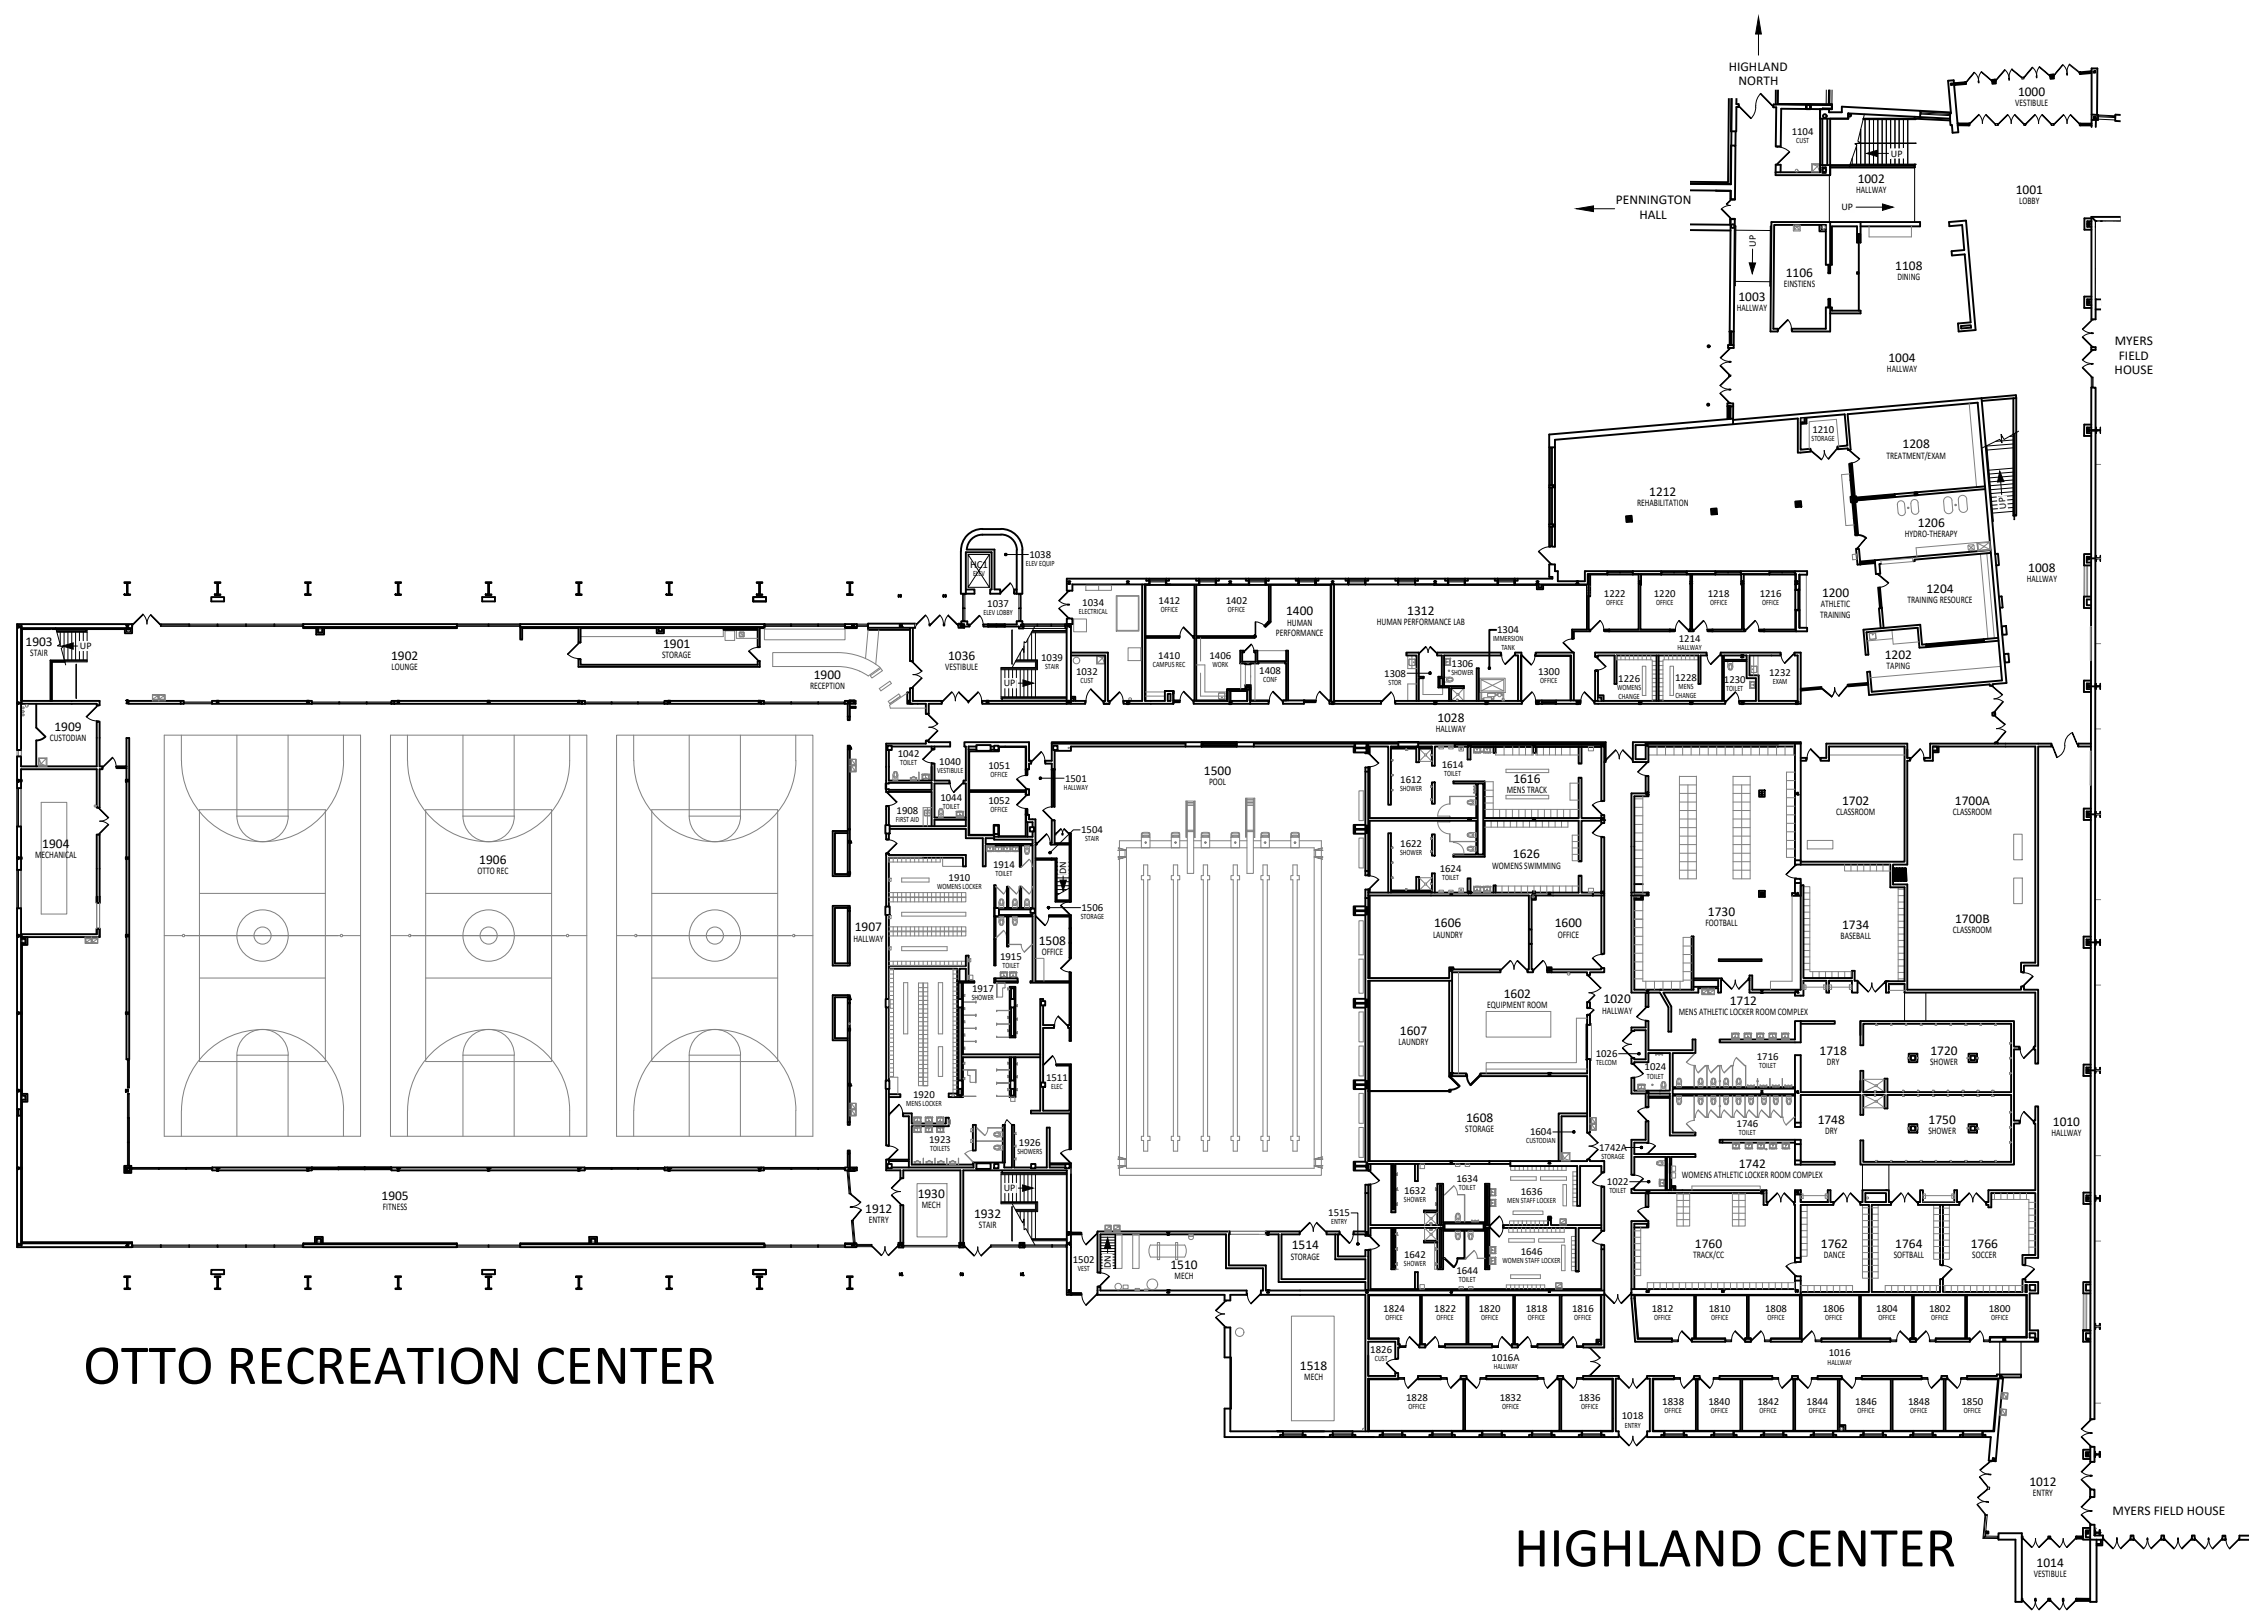 HIGHLAND
NORTH
1000
VESTIBULE
1104
CUST
UP
1002
HALLWAY
UP
1001
LOBBY
PENNINGTON
HALL
UP
1003
HALLWAY
1106
EINSTIENS
1108
DINING
1004
HALLWAY
MYERS
FIELD
HOUSE
1210
STORAGE
1208
TREATMENT/EXAM
1212
REHABILITATION
UP
1206
HYDRO-THERAPY
1008
HALLWAY
1204
TRAINING RESOURCE
1200
ATHLETIC
TRAINING
1202
TAPING
1222
OFFICE
1220
OFFICE
1218
OFFICE
1216
OFFICE
1214
HALLWAY
1226
WOMENS
CHANGE
1228
MENS
CHANGE
1230
TOILET
1232
EXAM
1038
ELEV EQUIP
HC1
ELEV
1037
ELEV LOBBY
1034
ELECTRICAL
1412
OFFICE
1402
OFFICE
1400
HUMAN
PERFORMANCE
1312
HUMAN PERFORMANCE LAB
1304
IMMERSION
TANK
1306
SHOWER
1308
STOR
1300
OFFICE
1410
CAMPUS REC
1406
WORK
1408
CONF
1032
CUST
1039
STAIR
UP
1036
VESTIBULE
1903
STAIR
UP
1902
LOUNGE
1901
STORAGE
1900
RECEPTION
1028
HALLWAY
1909
CUSTODIAN
1904
MECHANICAL
1906
OTTO REC
1907
HALLWAY
1905
FITNESS
1042
TOILET
1040
VESTIBULE
1051
OFFICE
1044
TOILET
1052
OFFICE
1908
FIRST AID
1501
HALLWAY
1504
STAIR
DN
1506
STORAGE
1508
OFFICE
1910
WOMENS LOCKER
1914
TOILET
1915
TOILET
1917
SHOWER
1511
ELEC
1920
MENS LOCKER
1923
TOILETS
1926
SHOWERS
1912
ENTRY
1930
MECH
1932
STAIR
UP
1500
POOL
1502
VEST
DN
1510
MECH
1514
STORAGE
1515
ENTRY
1518
MECH
1612
SHOWER
1614
TOILET
1616
MENS TRACK
1622
SHOWER
1624
TOILET
1626
WOMENS SWIMMING
1606
LAUNDRY
1600
OFFICE
1602
EQUIPMENT ROOM
1607
LAUNDRY
1608
STORAGE
1604
CUSTODIAN
1632
SHOWER
1634
TOILET
1636
MEN STAFF LOCKER
1642
SHOWER
1644
TOILET
1646
WOMEN STAFF LOCKER
1020
HALLWAY
1026
TELCOM
1024
TOILET
1742A
STORAGE
1022
TOILET
1730
FOOTBALL
1702
CLASSROOM
1700A
CLASSROOM
1734
BASEBALL
1700B
CLASSROOM
1712
MENS ATHLETIC LOCKER ROOM COMPLEX
1716
TOILET
1718
DRY
1720
SHOWER
1746
TOILET
1748
DRY
1750
SHOWER
1742
WOMENS ATHLETIC LOCKER ROOM COMPLEX
1010
HALLWAY
1760
TRACK/CC
1762
DANCE
1764
SOFTBALL
1766
SOCCER
1824
OFFICE
1822
OFFICE
1820
OFFICE
1818
OFFICE
1816
OFFICE
1812
OFFICE
1810
OFFICE
1808
OFFICE
1806
OFFICE
1804
OFFICE
1802
OFFICE
1800
OFFICE
1826
CUST
1016A
HALLWAY
1016
HALLWAY
1828
OFFICE
1832
OFFICE
1836
OFFICE
1018
ENTRY
1838
OFFICE
1840
OFFICE
1842
OFFICE
1844
OFFICE
1846
OFFICE
1848
OFFICE
1850
OFFICE
1012
ENTRY
MYERS FIELD HOUSE
1014
VESTIBULE
OTTO RECREATION CENTER
HIGHLAND CENTER